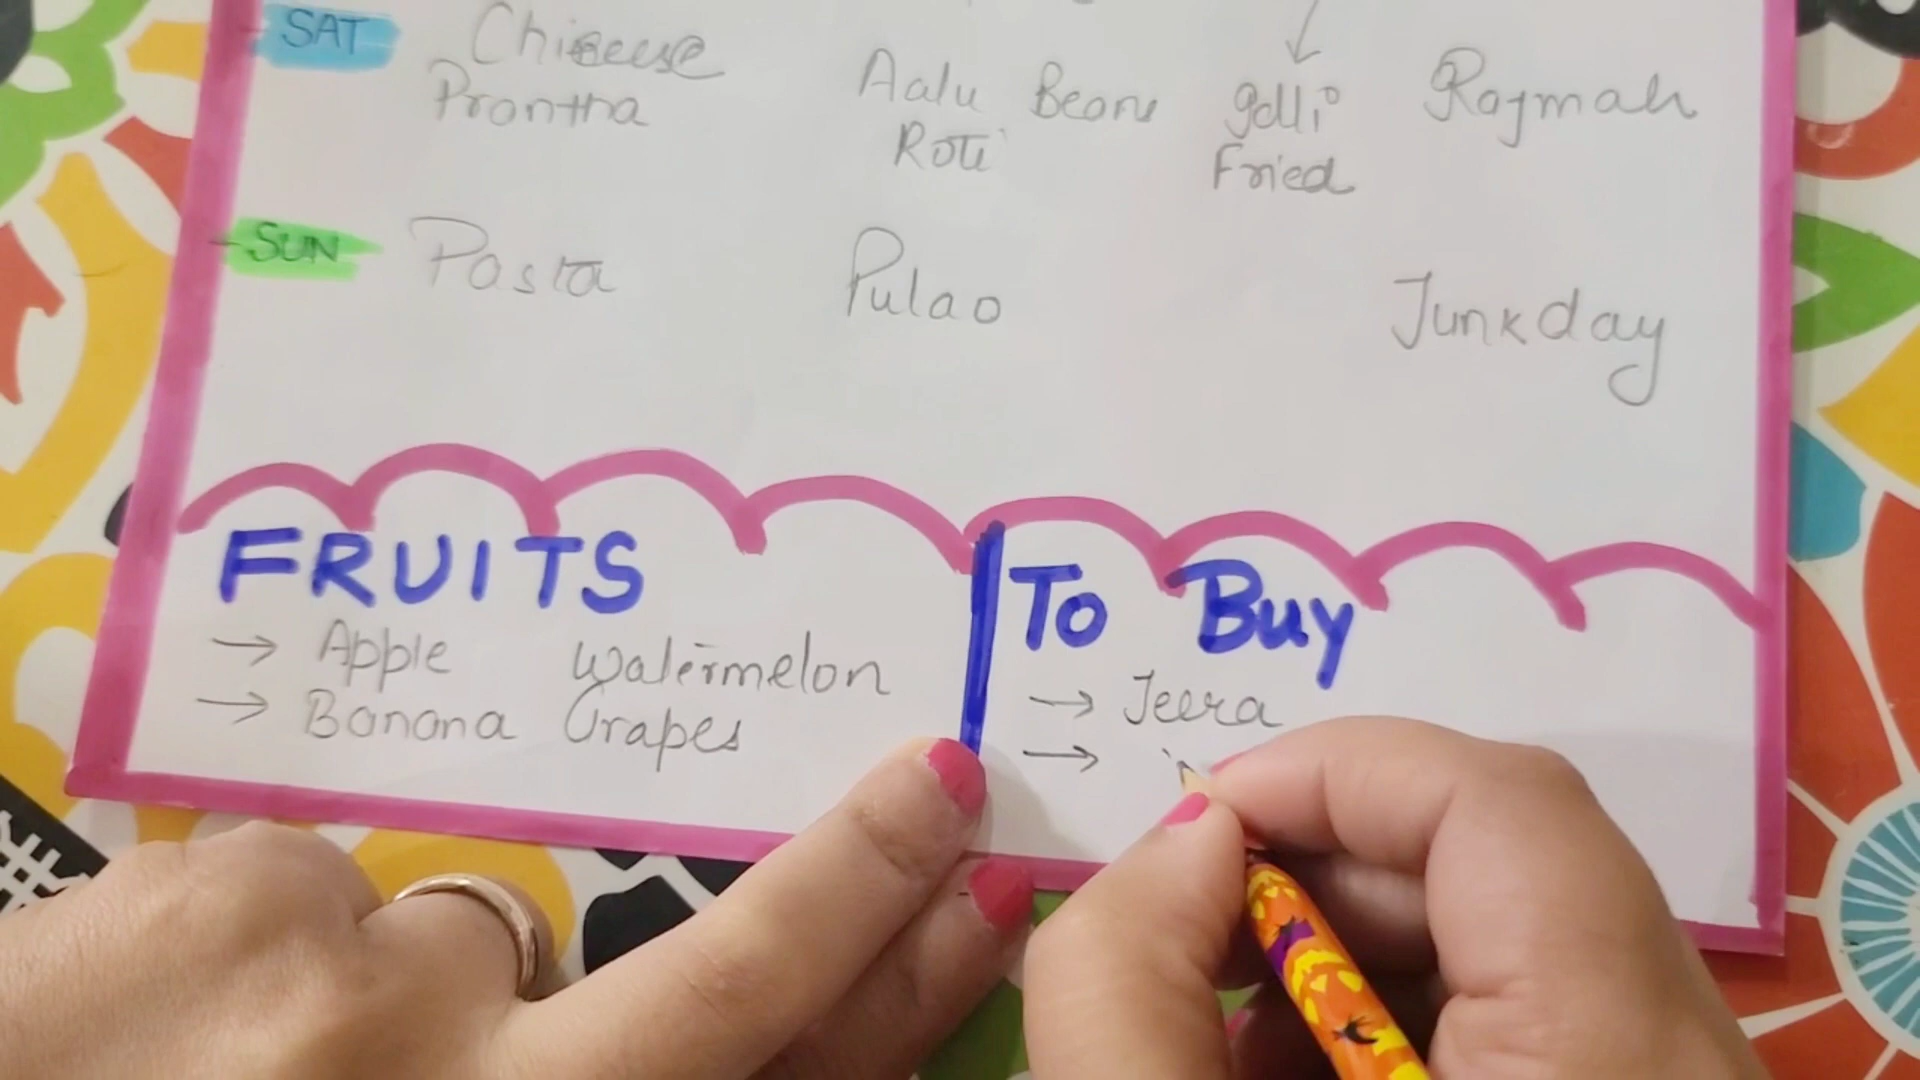 SAT Chineese Aalu Beans galli Rajmah
Prontha Roti Fried
SUN Pasta Pulao Junkday
FRUITS
→ Apple Watermelon
→ Banana Grapes
To Buy
→ Jeera
→